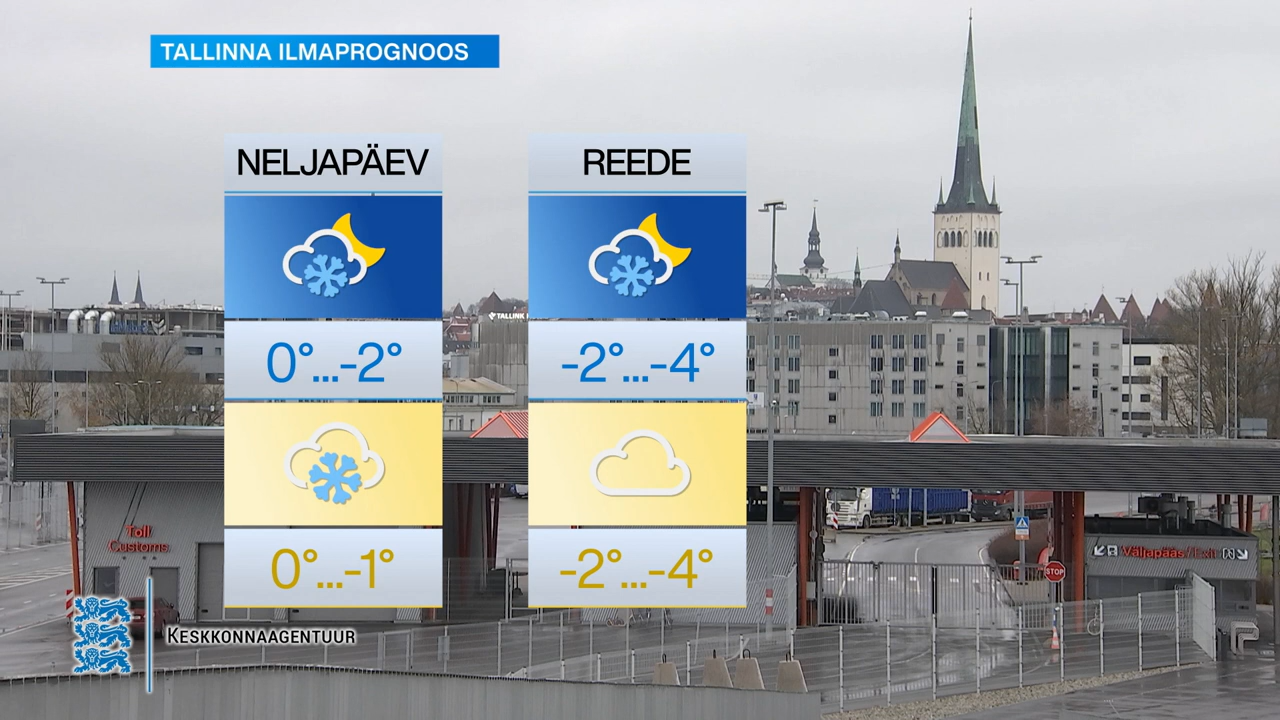 TALLINNA ILMAPROGNOOS
NELJAPÄEV
0°...-2°
0°...-1°
REEDE
-2°...-4°
-2°...-4°
TALLINK
Toll
Customs
Väljapääs / Exit
STOP
KESKKONNAAGENTUUR